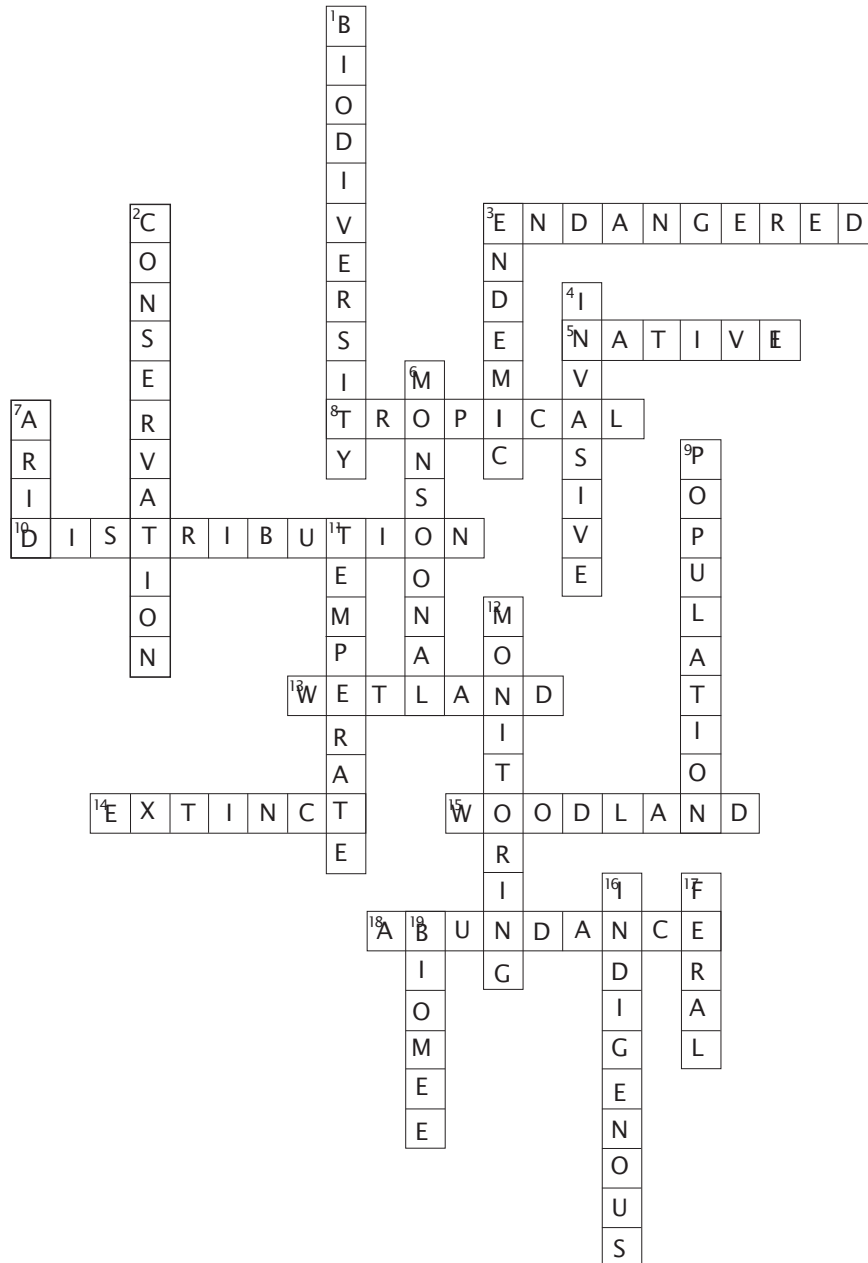 1 BIODIVERSITY
2 CONSERVATION
3 ENDANGERED
ENDEMIC
4 INVASIVE
5 NATIVE
6 MONSOONAL
7 ARID
8 TROPICAL
9 POPULATION
10 DISTRIBUTION
11 TEMPERATE
12 MONITORING
13 WETLAND
14 EXTINCT
15 WOODLAND
16 INDIGENOUS
17 FERAL
18 ABUNDANCE
19 BIOMEE